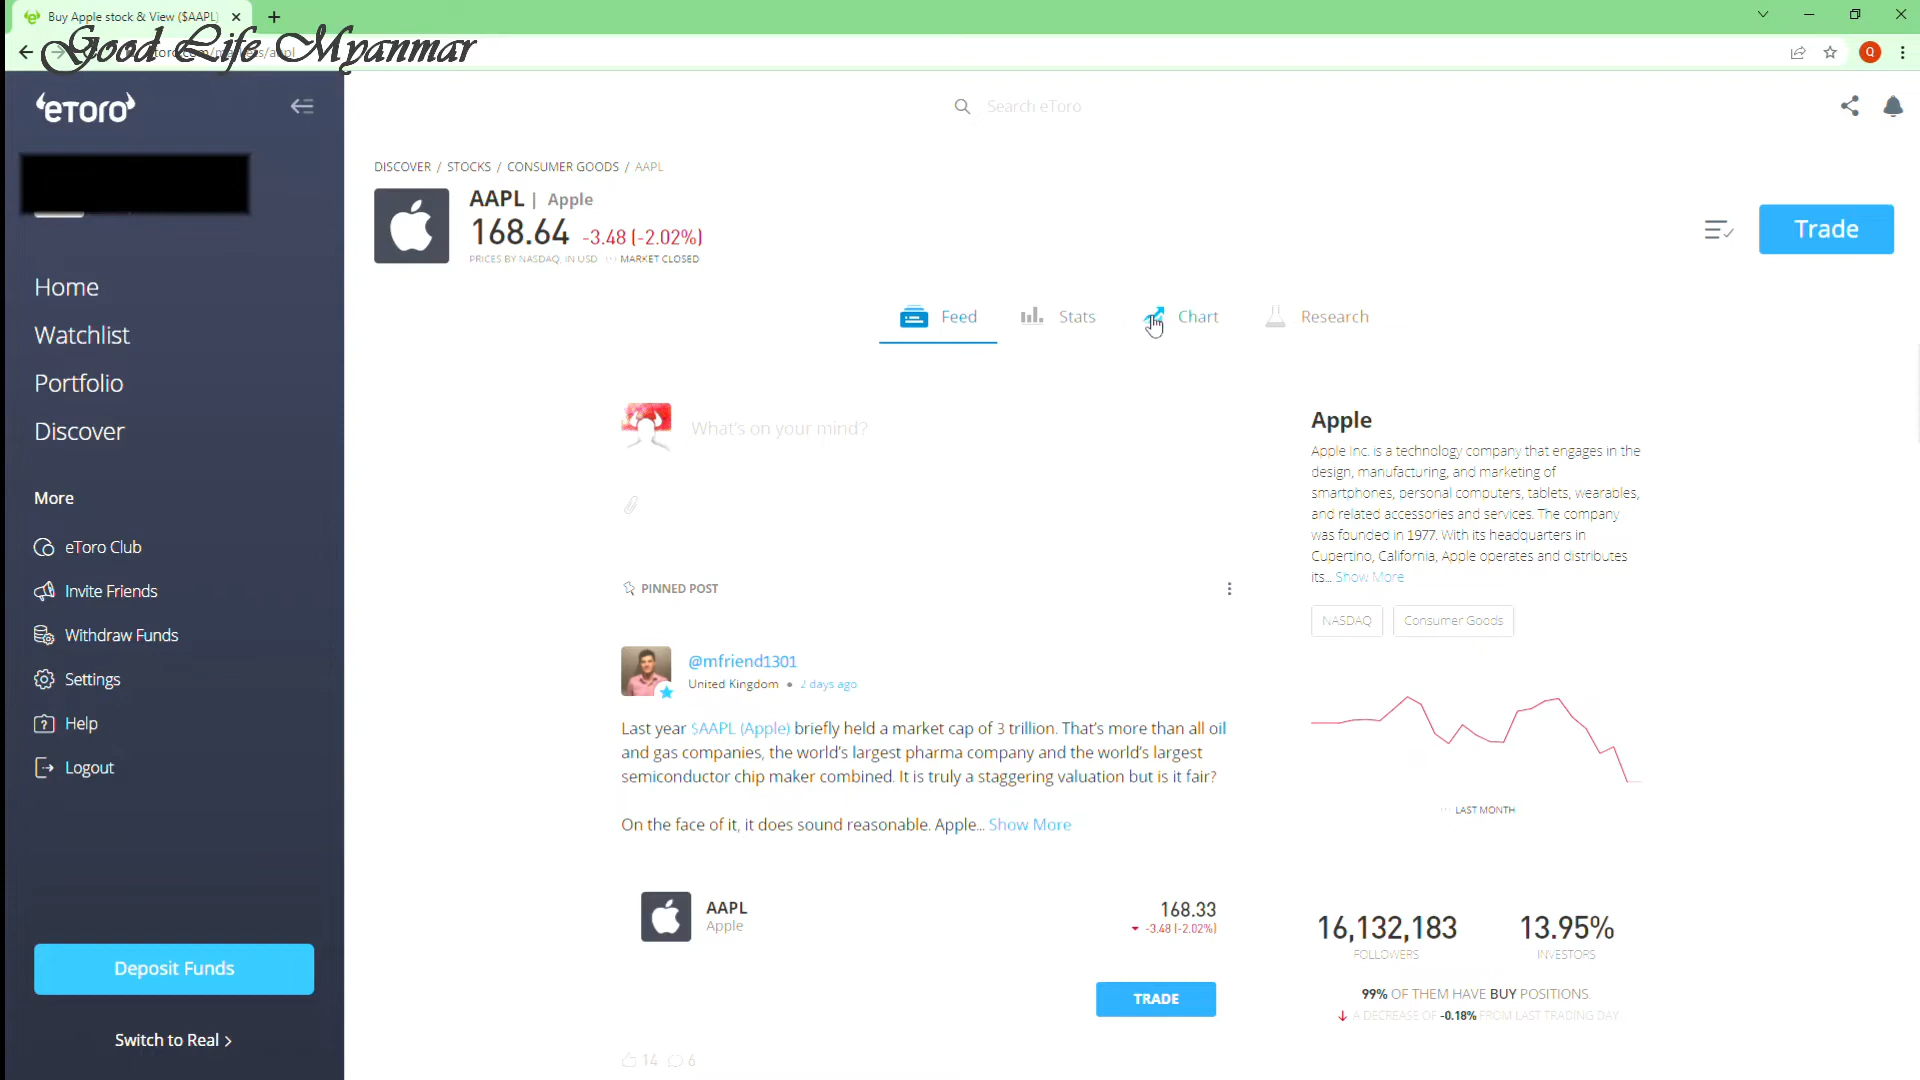 Buy Apple stock & View ($AAPL)
Good Life Myanmar
eToro
Search eToro
DISCOVER / STOCKS / CONSUMER GOODS / AAPL
AAPL | Apple
168.64 -3.48 (-2.02%)
PRICES BY NASDAQ, IN USD MARKET CLOSED
Trade
Home
Watchlist
Portfolio
Discover
More
eToro Club
Invite Friends
Withdraw Funds
Settings
Help
Logout
Deposit Funds
Switch to Real >
Feed
Stats
Chart
Research
What's on your mind?
PINNED POST
@mfriend1301
United Kingdom • 2 days ago
Last year $AAPL (Apple) briefly held a market cap of 3 trillion. That's more than all oil
and gas companies, the world's largest pharma company and the world's largest
semiconductor chip maker combined. It is truly a staggering valuation but is it fair?
On the face of it, it does sound reasonable. Apple... Show More
AAPL
Apple
168.33
-3.48 (-2.02%)
TRADE
14
6
Apple
Apple Inc. is a technology company that engages in the
design, manufacturing, and marketing of
smartphones, personal computers, tablets, wearables,
and related accessories and services. The company
was founded in 1977. With its headquarters in
Cupertino, California, Apple operates and distributes
its... Show More
NASDAQ
Consumer Goods
LAST MONTH
16,132,183
FOLLOWERS
13.95%
INVESTORS
99% OF THEM HAVE BUY POSITIONS.
A DECREASE OF -0.18% FROM LAST TRADING DAY
Q